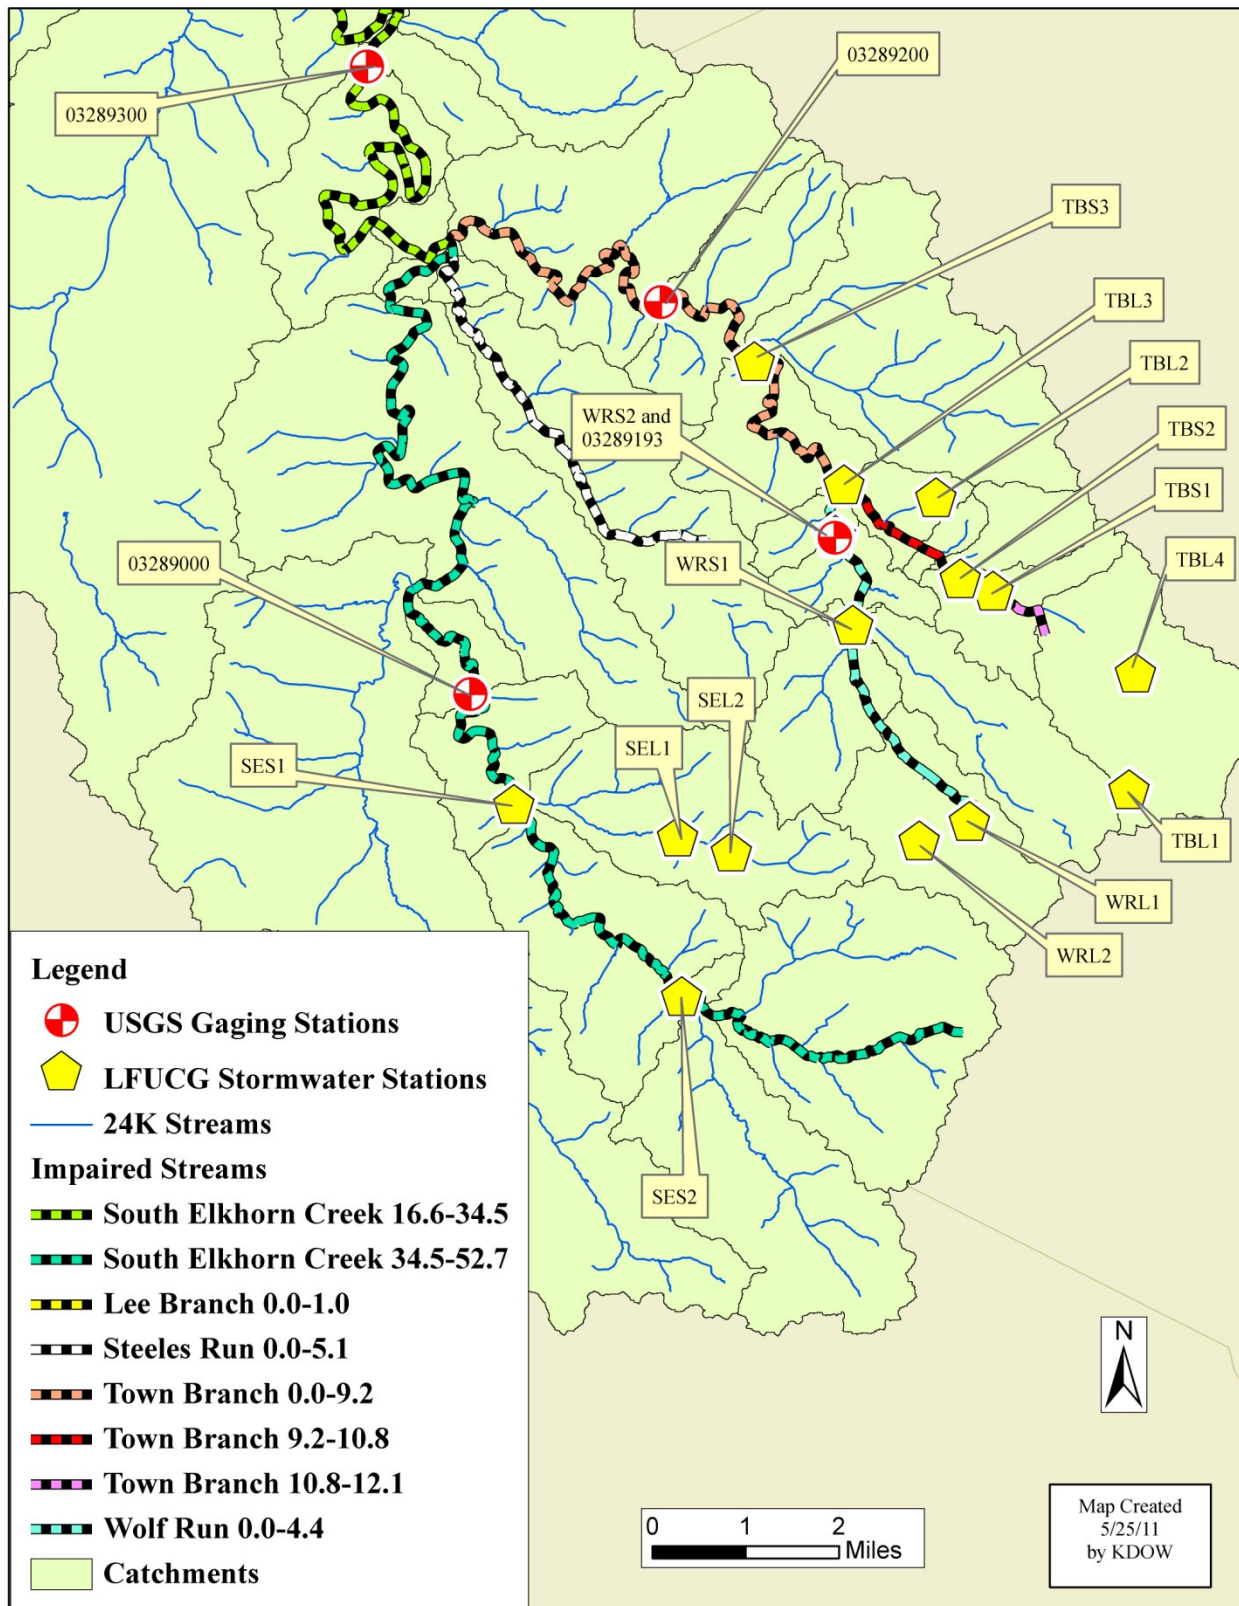 03289200
03289300
TBS3
TBL3
TBL2
WRS2 and
03289193
TBS2
TBS1
03289000
WRS1
TBL4
SEL2
SEL1
SES1
TBL1
WRL1
WRL2
SES2
Legend
USGS Gaging Stations
LFUCG Stormwater Stations
24K Streams
Impaired Streams
South Elkhorn Creek 16.6-34.5
South Elkhorn Creek 34.5-52.7
Lee Branch 0.0-1.0
Steeles Run 0.0-5.1
Town Branch 0.0-9.2
Town Branch 9.2-10.8
Town Branch 10.8-12.1
Wolf Run 0.0-4.4
Catchments
N
0 1 2
Miles
Map Created
5/25/11
by KDOW